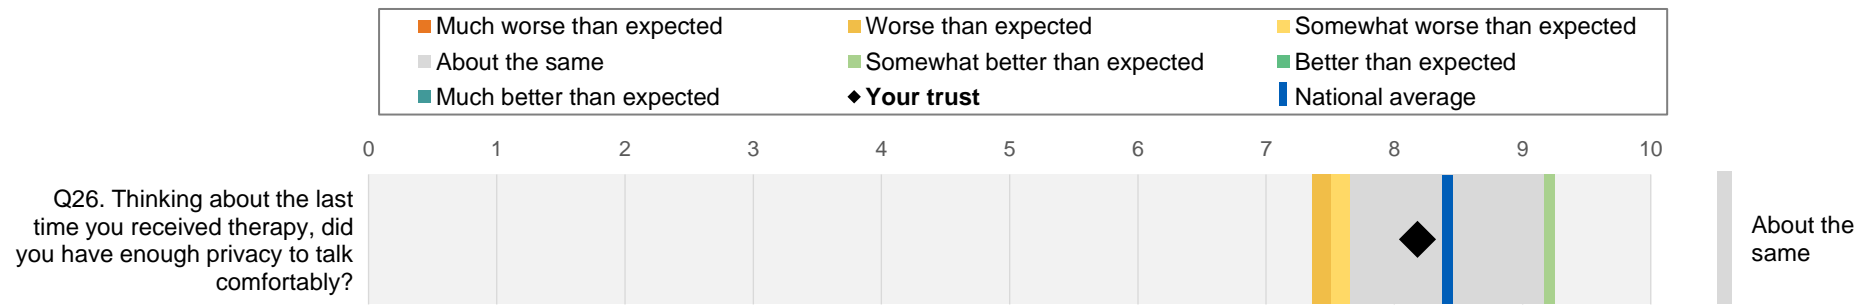 Much worse than expected
Worse than expected
Somewhat worse than expected
About the same
Somewhat better than expected
Better than expected
Much better than expected
Your trust
National average
0 1 2 3 4 5 6 7 8 9 10
Q26. Thinking about the last
time you received therapy, did
you have enough privacy to talk
comfortably?
About the
same